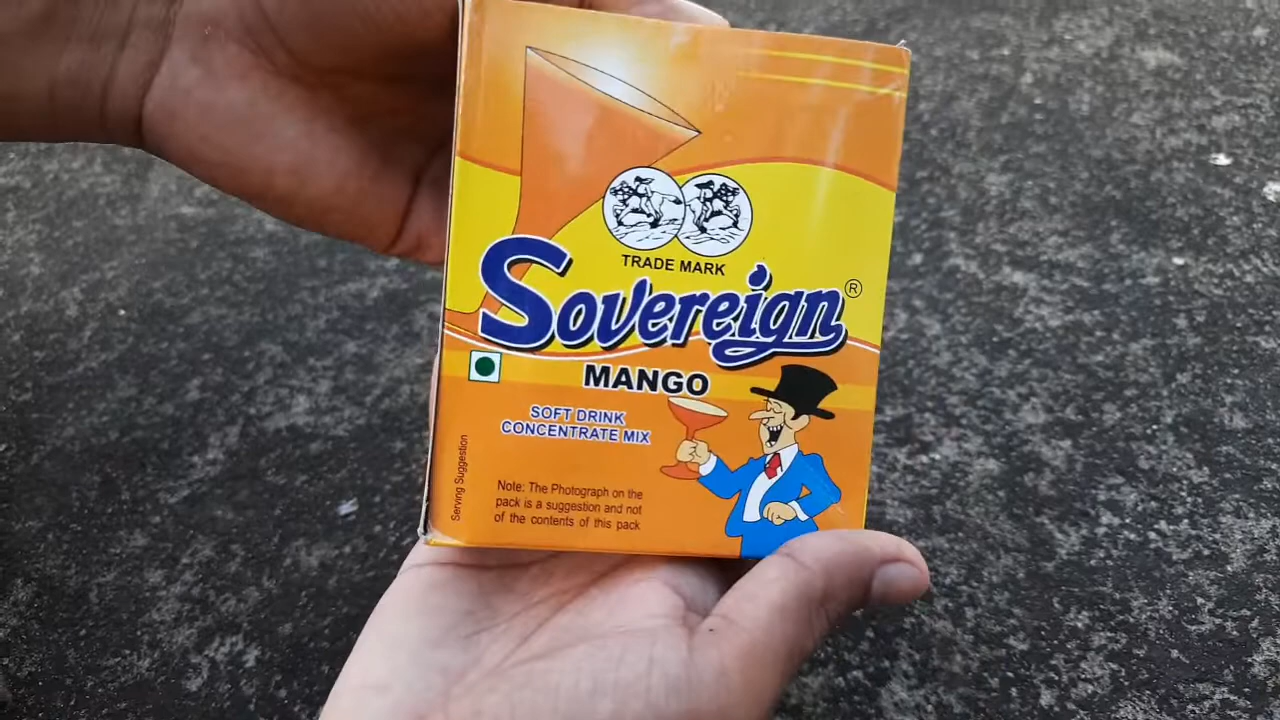 TRADE MARK
Sovereign ®
MANGO
SOFT DRINK
CONCENTRATE MIX
Serving Suggestion
Note: The Photograph on the
pack is a suggestion and not
of the contents of this pack